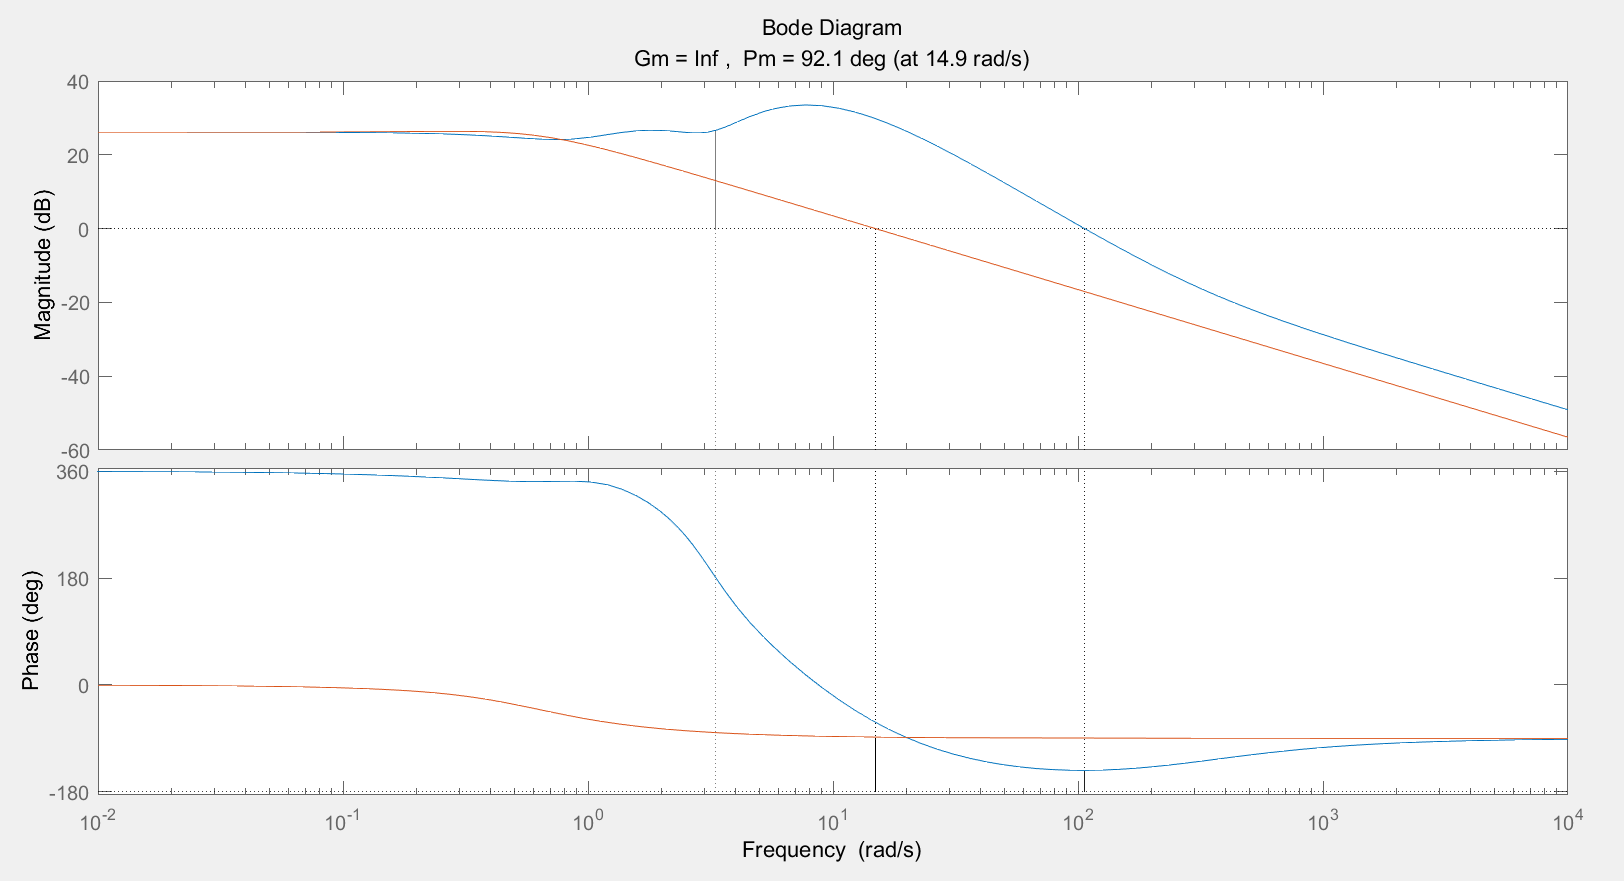 Bode Diagram
Gm = Inf , Pm = 92.1 deg (at 14.9 rad/s)
Magnitude (dB)
40
20
0
-20
-40
-60
Phase (deg)
360
180
0
-180
10^-2 10^-1 10^0 10^1 10^2 10^3 10^4
Frequency (rad/s)